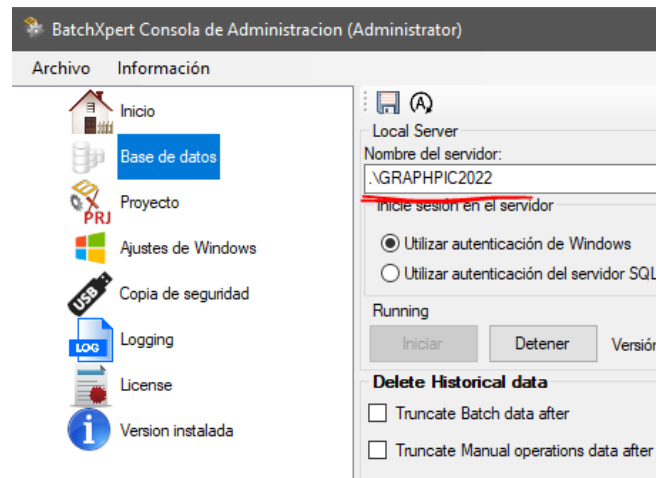 BatchXpert Consola de Administracion (Administrator)
Archivo Información
Inicio
Base de datos
PRJ Proyecto
Ajustes de Windows
USB Copia de seguridad
LOG Logging
License
i Version instalada
A
Local Server
Nombre del servidor:
.\GRAPHPIC2022
Inicie sesión en el servidor
Utilizar autenticación de Windows
Utilizar autenticación del servidor SQL
Running
Iniciar Detener Versión
Delete Historical data
Truncate Batch data after
Truncate Manual operations data after